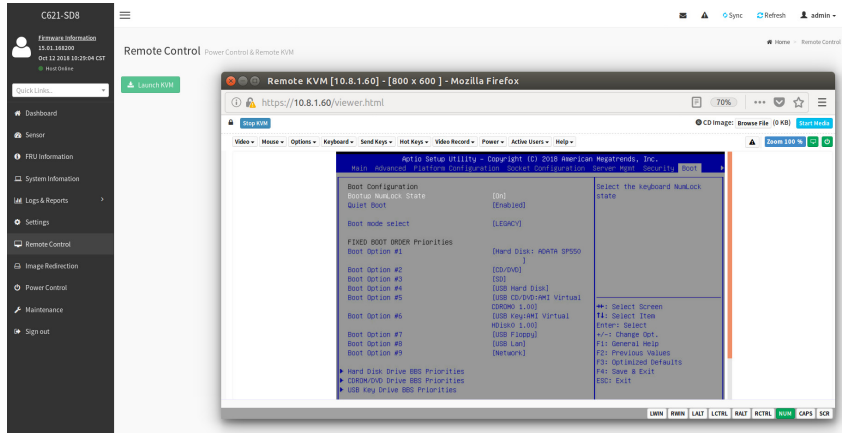 C621-SD8
Firmware Information
15.01.168200
Oct 12 2018 10:29:04 CST
Host Online
Quick Links...
Dashboard
Sensor
FRU Information
System Infomation
Logs & Reports
Settings
Remote Control
Image Redirection
Power Control
Maintenance
Sign out
Sync Refresh admin
Remote Control Power Control & Remote KVM
Home Remote Control
Launch KVM
Remote KVM [10.8.1.60] - [800 x 600 ] - Mozilla Firefox
https://10.8.1.60/viewer.html 70%
Stop KVM CD Image: Browse File (0 KB) Start Media
Video Mouse Options Keyboard Send Keys Hot Keys Video Record Power Active Users Help Zoom 100 %
Aptio Setup Utility – Copyright (C) 2018 American Megatrends, Inc.
Main Advanced Platform Configuration Socket Configuration Server Mgmt Security Boot
Boot Configuration
Bootup NumLock State [On]
Quiet Boot [Enabled]
Boot mode select [LEGACY]
FIXED BOOT ORDER Priorities
Boot Option #1 [Hard Disk: ADATA SP550
]
Boot Option #2 [CD/DVD]
Boot Option #3 [SD]
Boot Option #4 [USB Hard Disk]
Boot Option #5 [USB CD/DVD:AMI Virtual
CDROM0 1.00]
Boot Option #6 [USB Key:AMI Virtual
HDisk0 1.00]
Boot Option #7 [USB Floppy]
Boot Option #8 [USB Lan]
Boot Option #9 [Network]
Hard Disk Drive BBS Priorities
CDROM/DVD Drive BBS Priorities
USB Key Drive BBS Priorities
Select the keyboard NumLock
state
: Select Screen
: Select Item
Enter: Select
+/-: Change Opt.
F1: General Help
F2: Previous Values
F3: Optimized Defaults
F4: Save & Exit
ESC: Exit
LWIN RWIN LALT LCTRL RALT RCTRL NUM CAPS SCR